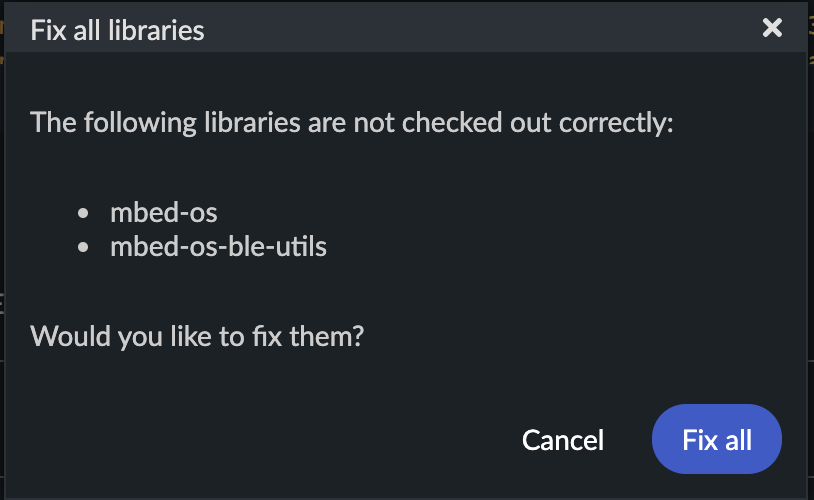 Fix all libraries
The following libraries are not checked out correctly:
mbed-os
mbed-os-ble-utils
Would you like to fix them?
Cancel
Fix all